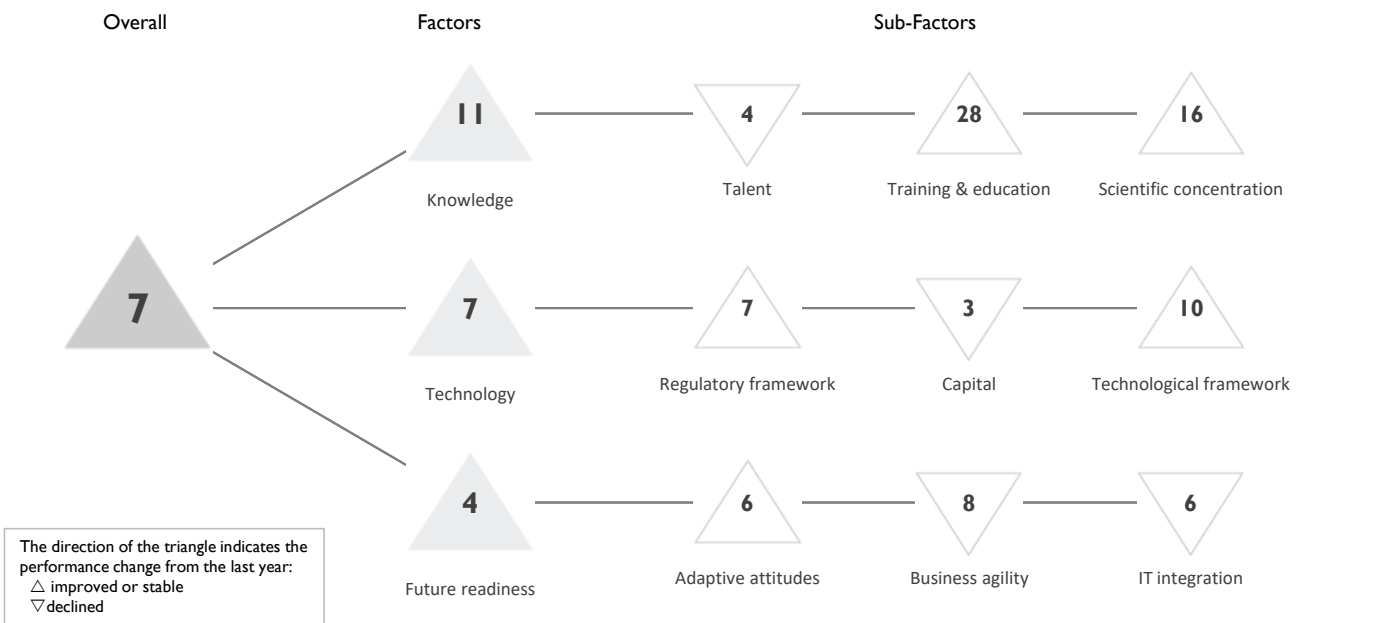 Overall Factors Sub-Factors
11 4 28 16
Knowledge Talent Training & education Scientific concentration
7 7 7 3 10
Technology Regulatory framework Capital Technological framework
4 6 8 6
Future readiness Adaptive attitudes Business agility IT integration
The direction of the triangle indicates the
performance change from the last year:
△ improved or stable
▽ declined